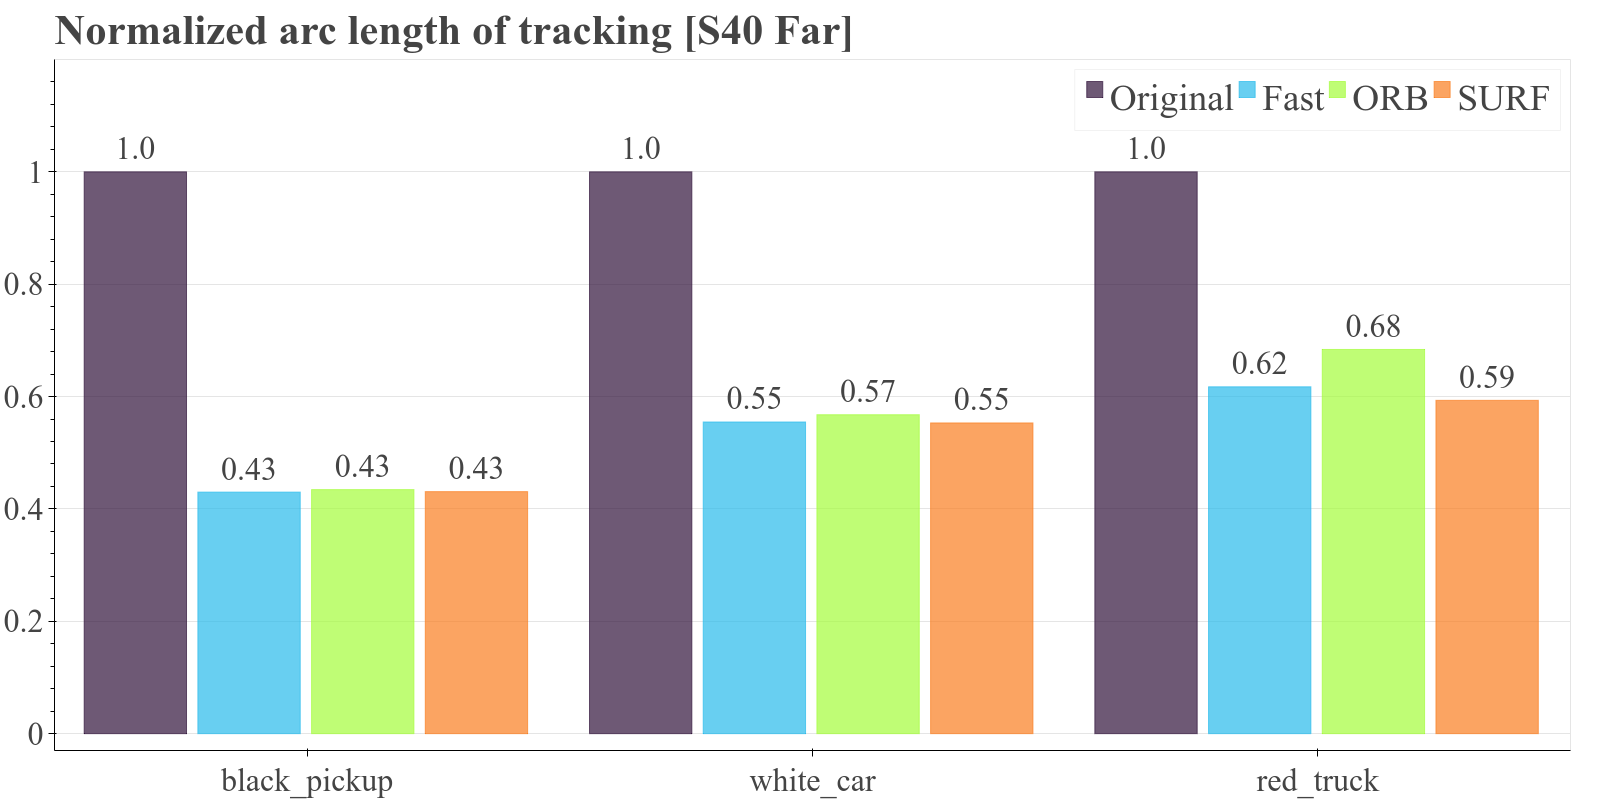 Normalized arc length of tracking [S40 Far]
Original Fast ORB SURF
1.0 1.0 1.0
1
0.8
0.68
0.62
0.59
0.6
0.55 0.57 0.55
0.43 0.43 0.43
0.4
0.2
0
black_pickup white_car red_truck